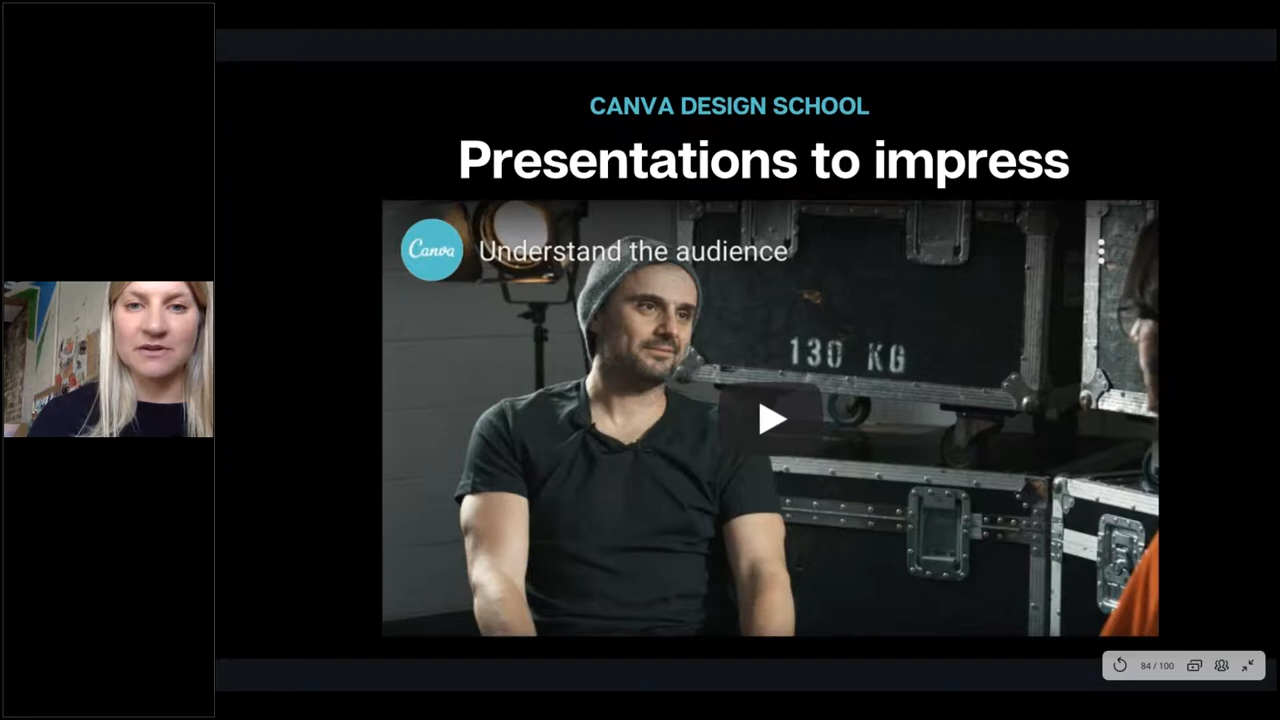 CANVA DESIGN SCHOOL
Presentations to impress
Canva
Understand the audience
130 KG
84 / 100